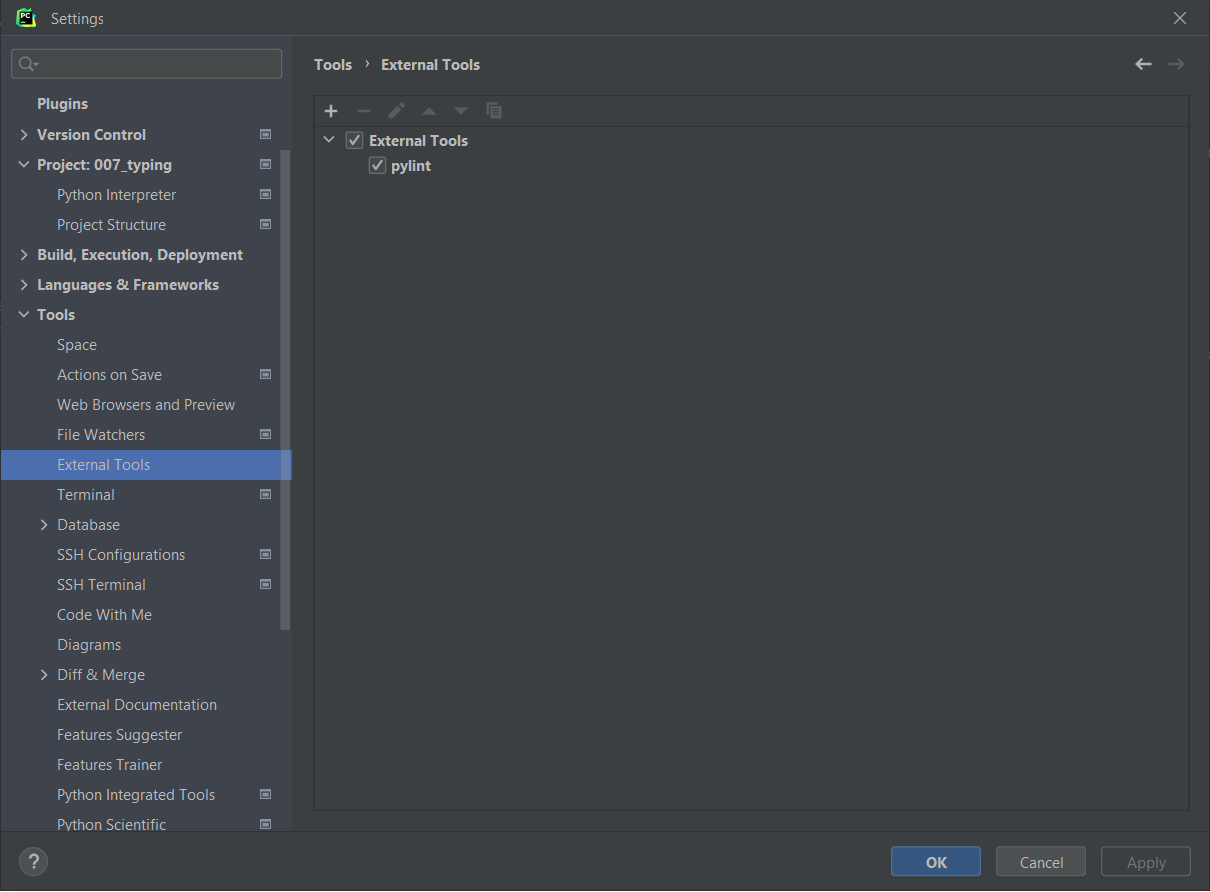 PC
Settings
Plugins
Version Control
Project: 007_typing
Python Interpreter
Project Structure
Build, Execution, Deployment
Languages & Frameworks
Tools
Space
Actions on Save
Web Browsers and Preview
File Watchers
External Tools
Terminal
Database
SSH Configurations
SSH Terminal
Code With Me
Diagrams
Diff & Merge
External Documentation
Features Suggester
Features Trainer
Python Integrated Tools
Python Scientific
Tools › External Tools
External Tools
pylint
?
OK
Cancel
Apply